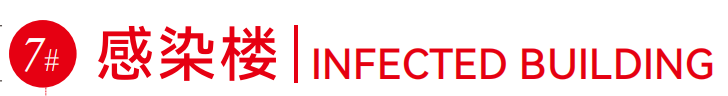 7# 感染楼 | INFECTED BUILDING